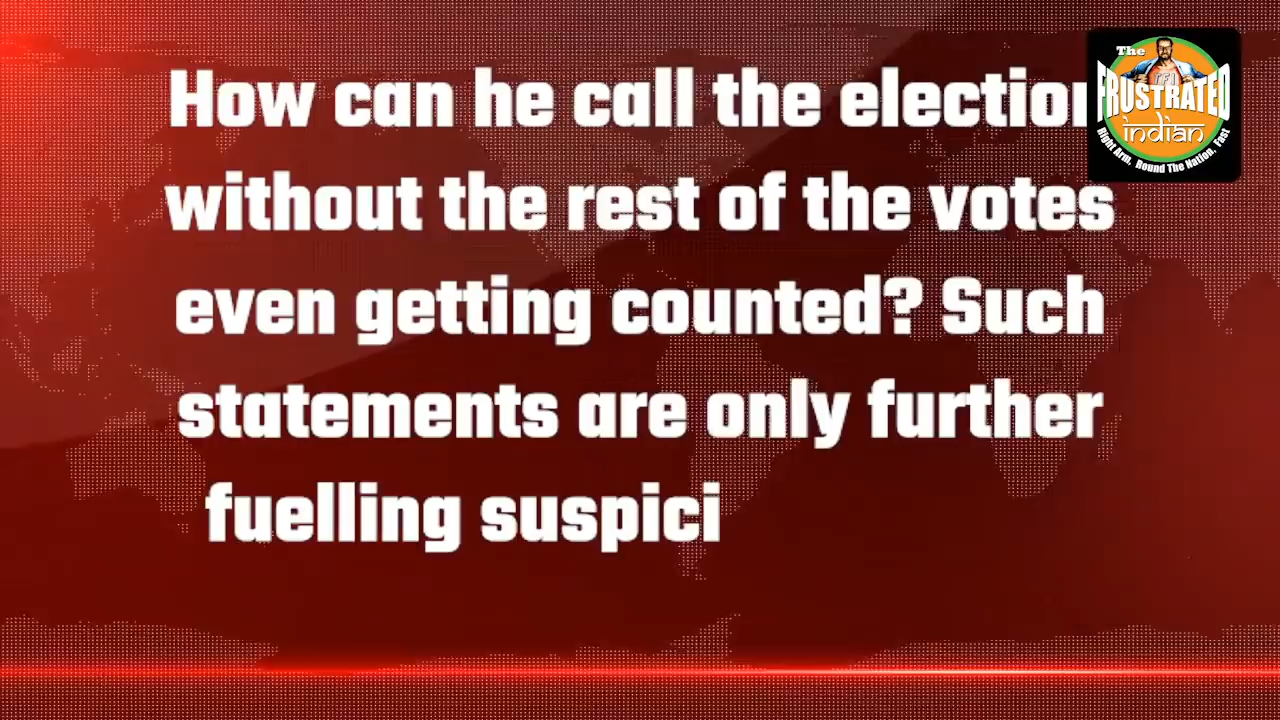 How can he call the election
without the rest of the votes
even getting counted? Such
statements are only further
fuelling suspici
The
TFI
FRUSTRATED
indian
Right Arm, Round The Nation, Fast